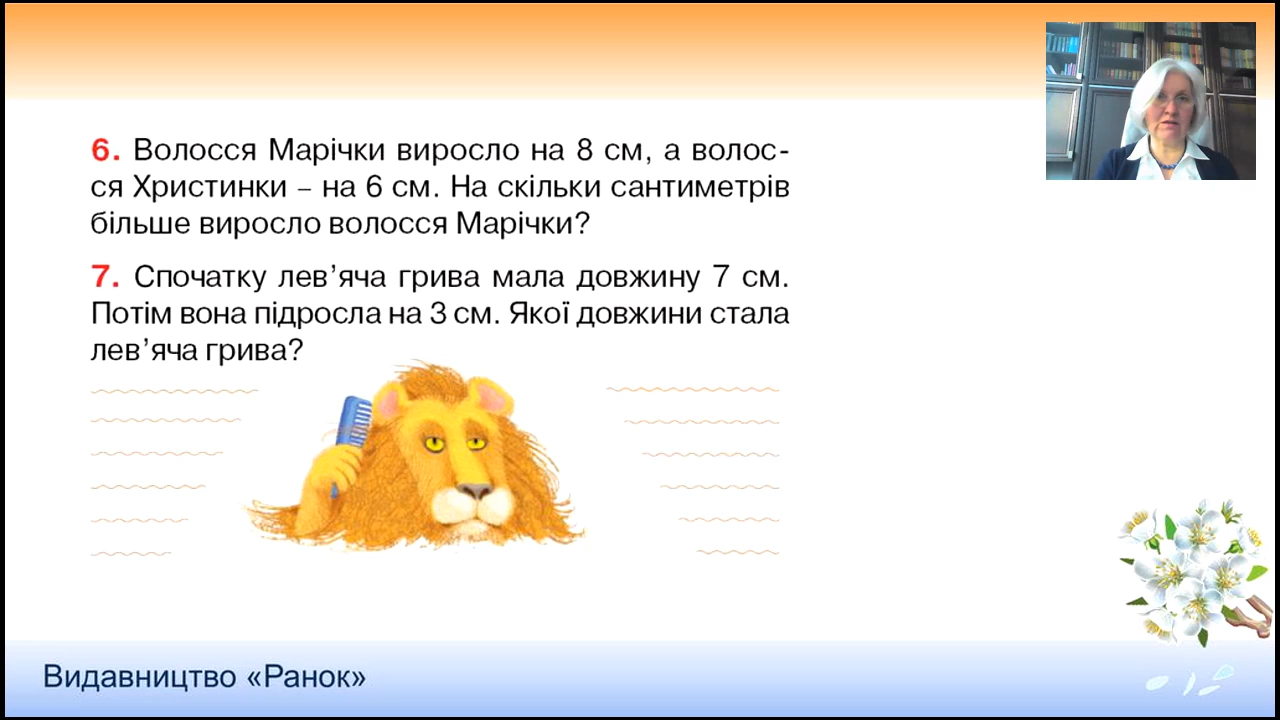 6. Волосся Марічки виросло на 8 см, а волос-
ся Христинки – на 6 см. На скільки сантиметрів
більше виросло волосся Марічки?
7. Спочатку лев’яча грива мала довжину 7 см.
Потім вона підросла на 3 см. Якої довжини стала
лев’яча грива?
Видавництво «Ранок»